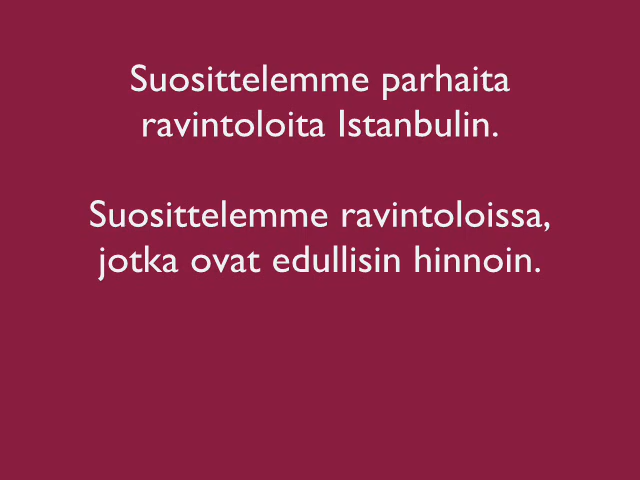 Suosittelemme parhaita
ravintoloita Istanbulin.
Suosittelemme ravintoloissa,
jotka ovat edullisin hinnoin.